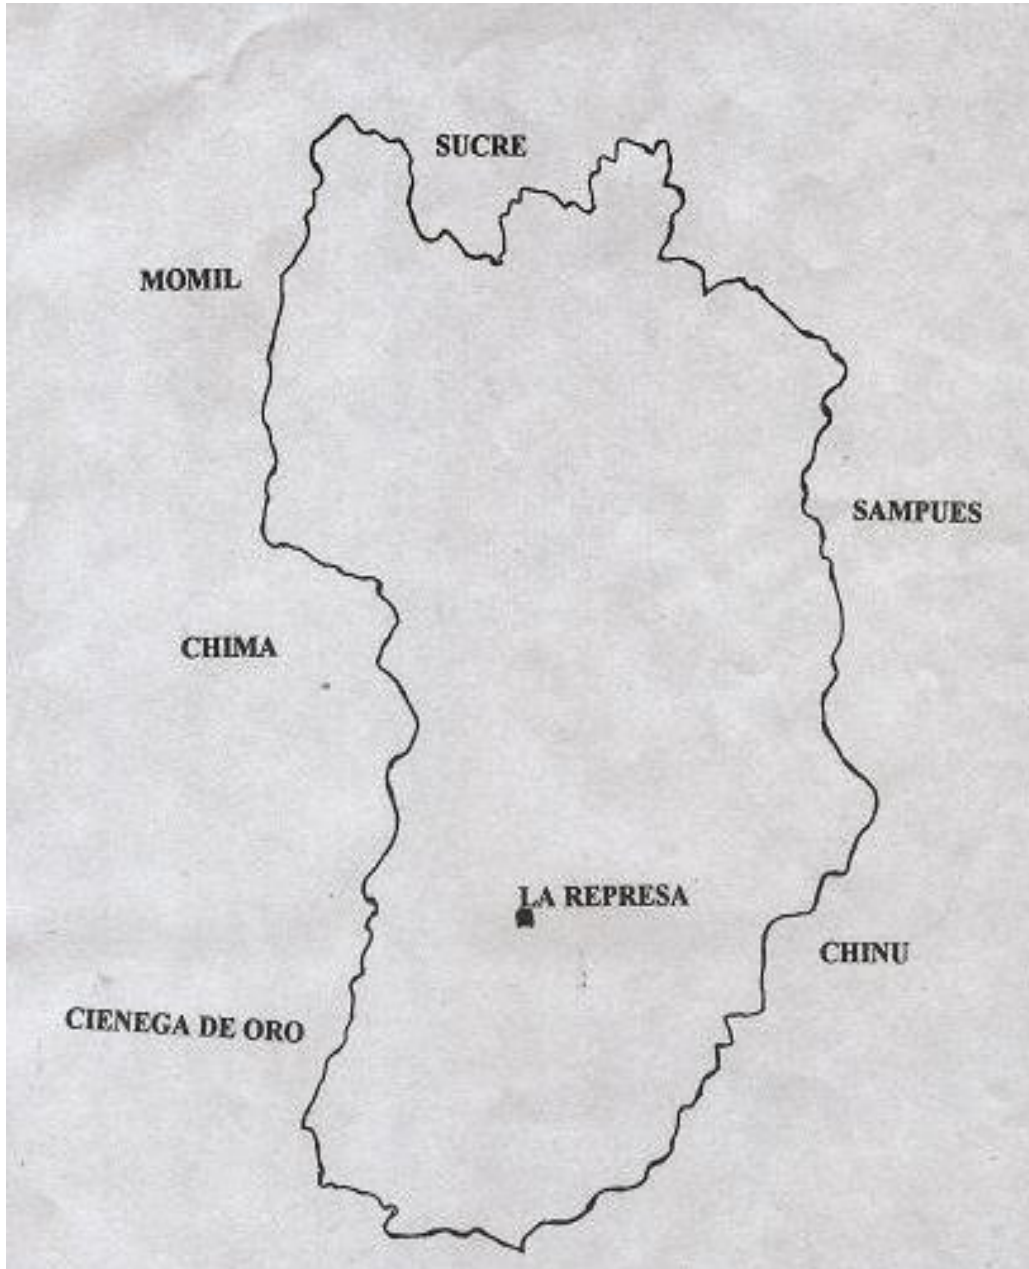 SUCRE
MOMIL
SAMPUES
CHIMA
LA REPRESA
CHINU
CIENEGA DE ORO